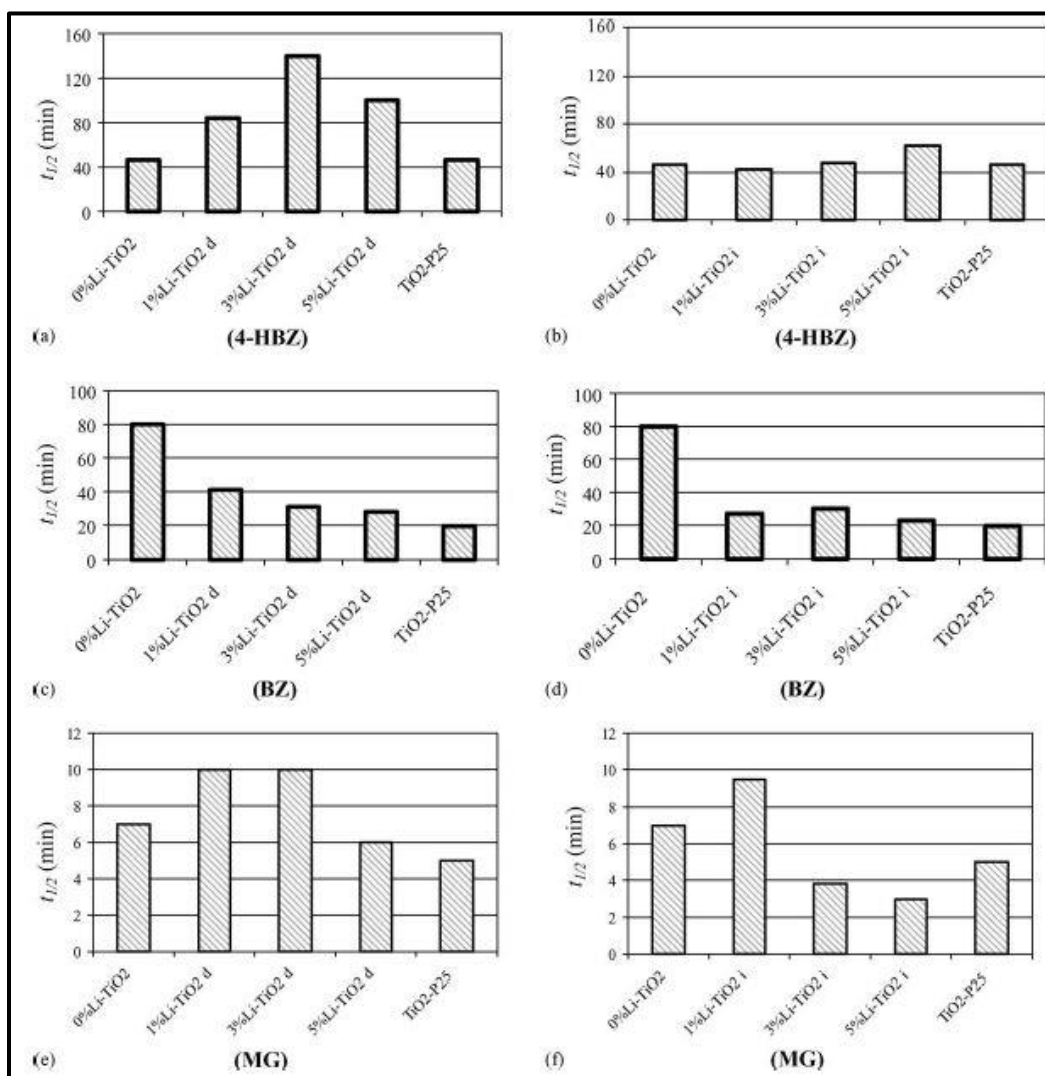 160
120
80
40
0
t1/2 (min)
0%Li-TiO2
1%Li-TiO2 d
3%Li-TiO2 d
5%Li-TiO2 d
TiO2-P25
(a)
(4-HBZ)
160
120
80
40
0
t1/2 (min)
0%Li-TiO2
1%Li-TiO2 i
3%Li-TiO2 i
5%Li-TiO2 i
TiO2-P25
(b)
(4-HBZ)
100
80
60
40
20
0
t1/2 (min)
0%Li-TiO2
1%Li-TiO2 d
3%Li-TiO2 d
5%Li-TiO2 d
TiO2-P25
(c)
(BZ)
100
80
60
40
20
0
t1/2 (min)
0%Li-TiO2
1%Li-TiO2 i
3%Li-TiO2 i
5%Li-TiO2 i
TiO2-P25
(d)
(BZ)
12
10
8
6
4
2
0
t1/2 (min)
0%Li-TiO2
1%Li-TiO2 d
3%Li-TiO2 d
5%Li-TiO2 d
TiO2-P25
(e)
(MG)
12
10
8
6
4
2
0
t1/2 (min)
0%Li-TiO2
1%Li-TiO2 i
3%Li-TiO2 i
5%Li-TiO2 i
TiO2-P25
(f)
(MG)